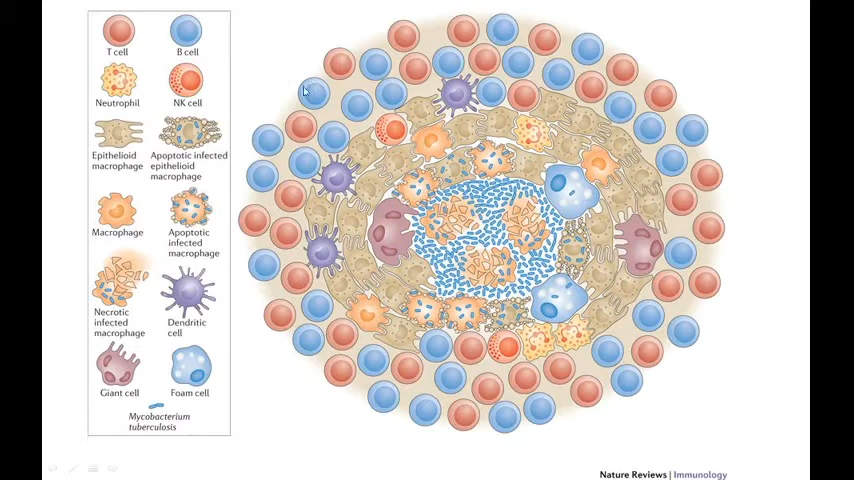 T cell
B cell
Neutrophil
NK cell
Epithelioid
macrophage
Apoptotic infected
epithelioid
macrophage
Macrophage
Apoptotic
infected
macrophage
Necrotic
infected
macrophage
Dendritic
cell
Giant cell
Foam cell
Mycobacterium
tuberculosis
Nature Reviews | Immunology